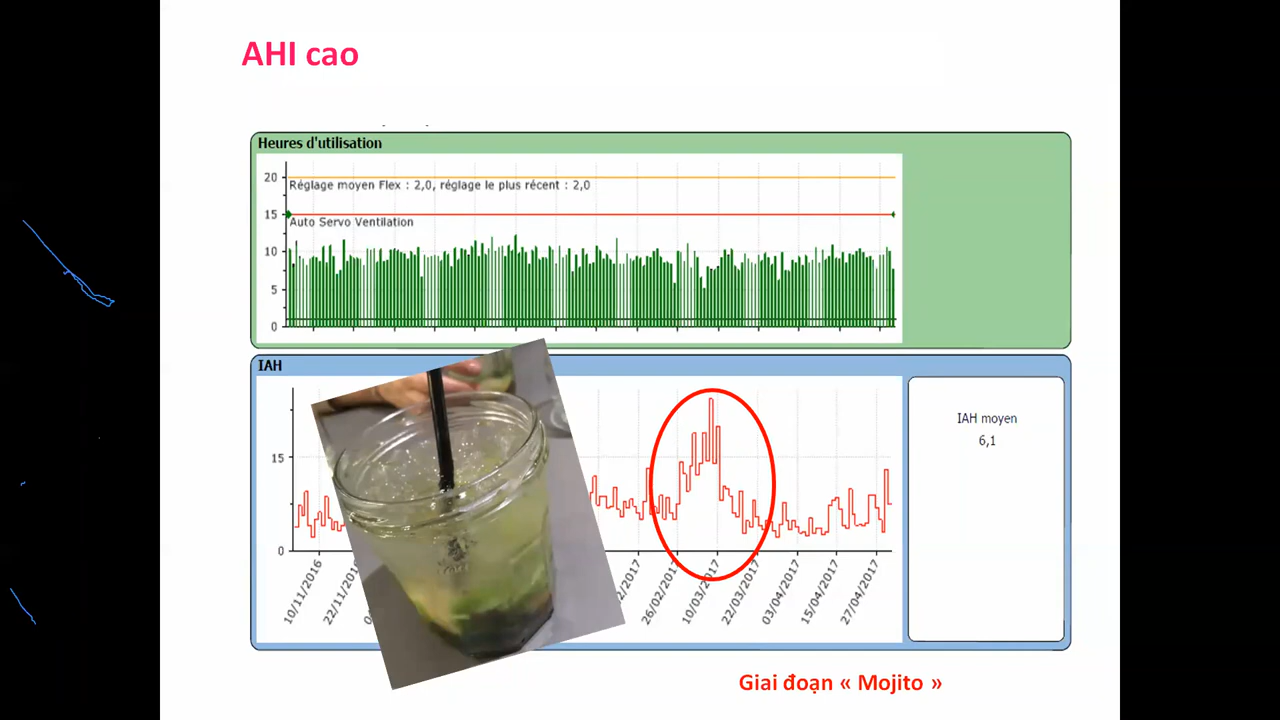 AHI cao
Heures d'utilisation
20
Réglage moyen Flex : 2,0, réglage le plus récent : 2,0
15
Auto Servo Ventilation
10
5
0
IAH
15
0
IAH moyen
6,1
10/11/2016
22/11/2016
26/02/2017
10/03/2017
22/03/2017
03/04/2017
15/04/2017
27/04/2017
Giai đoạn « Mojito »